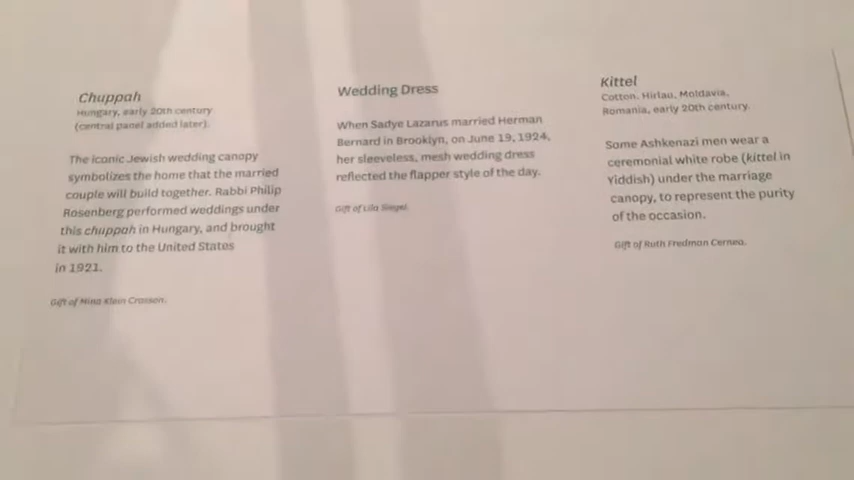 Chuppah
Hungary, early 20th century
(central panel added later).
The iconic Jewish wedding canopy
symbolizes the home that the married
couple will build together. Rabbi Philip
Rosenberg performed weddings under
this chuppah in Hungary, and brought
it with him to the United States
in 1921.
Gift of Mina Klein Crasson.
Wedding Dress
When Sadye Lazarus married Herman
Bernard in Brooklyn, on June 19, 1924,
her sleeveless, mesh wedding dress
reflected the flapper style of the day.
Gift of Lila Siegel.
Kittel
Cotton. Hirlau, Moldavia,
Romania, early 20th century.
Some Ashkenazi men wear a
ceremonial white robe (kittel in
Yiddish) under the marriage
canopy, to represent the purity
of the occasion.
Gift of Ruth Fredman Cernea.